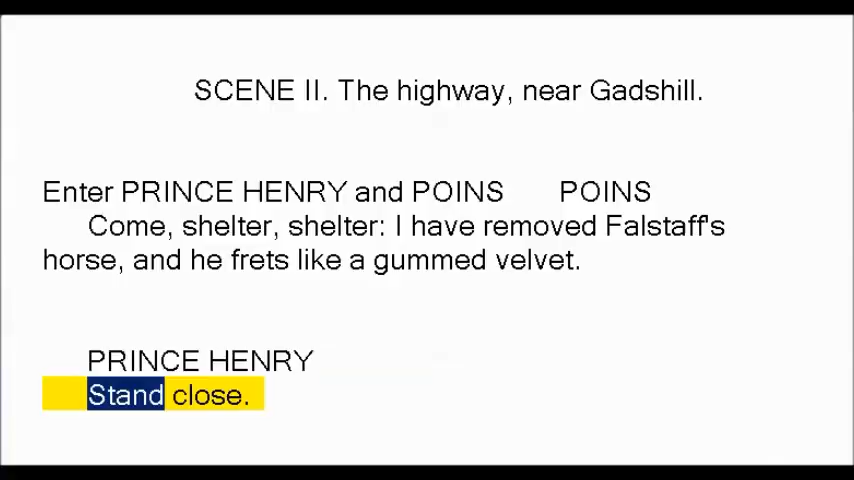 SCENE II. The highway, near Gadshill.
Enter PRINCE HENRY and POINS POINS
Come, shelter, shelter: I have removed Falstaff's
horse, and he frets like a gummed velvet.
PRINCE HENRY
Stand close.